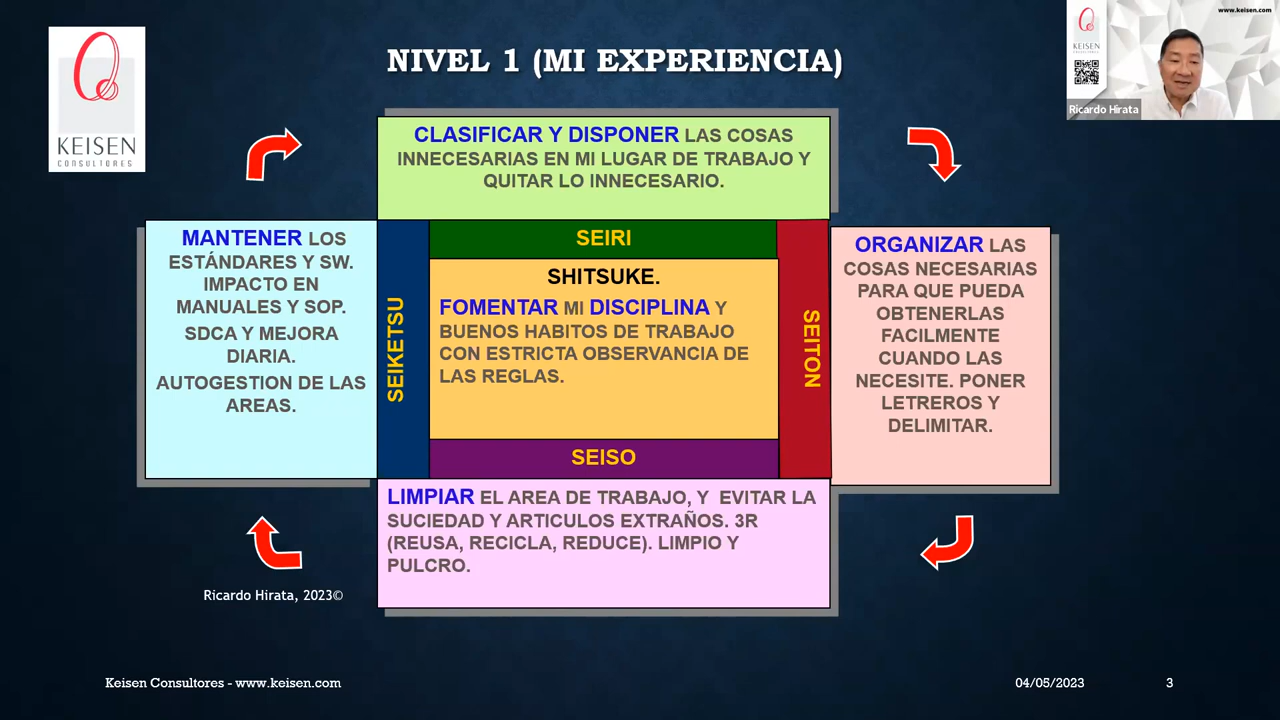 NIVEL 1 (MI EXPERIENCIA)
KEISEN
CONSULTORES
www.keisen.com
KEISEN
Ricardo Hirata
CLASIFICAR Y DISPONER LAS COSAS
INNECESARIAS EN MI LUGAR DE TRABAJO Y
QUITAR LO INNECESARIO.
MANTENER LOS
ESTÁNDARES Y SW.
IMPACTO EN
MANUALES Y SOP.
SDCA Y MEJORA
DIARIA.
AUTOGESTION DE LAS
AREAS.
SEIKETSU
SEIRI
SHITSUKE.
FOMENTAR MI DISCIPLINA Y
BUENOS HABITOS DE TRABAJO
CON ESTRICTA OBSERVANCIA DE
LAS REGLAS.
SEISO
SEITON
ORGANIZAR LAS
COSAS NECESARIAS
PARA QUE PUEDA
OBTENERLAS
FACILMENTE
CUANDO LAS
NECESITE. PONER
LETREROS Y
DELIMITAR.
LIMPIAR EL AREA DE TRABAJO, Y EVITAR LA
SUCIEDAD Y ARTICULOS EXTRAÑOS. 3R
(REUSA, RECICLA, REDUCE). LIMPIO Y
PULCRO.
Ricardo Hirata, 2023©
Keisen Consultores - www.keisen.com
04/05/2023
3